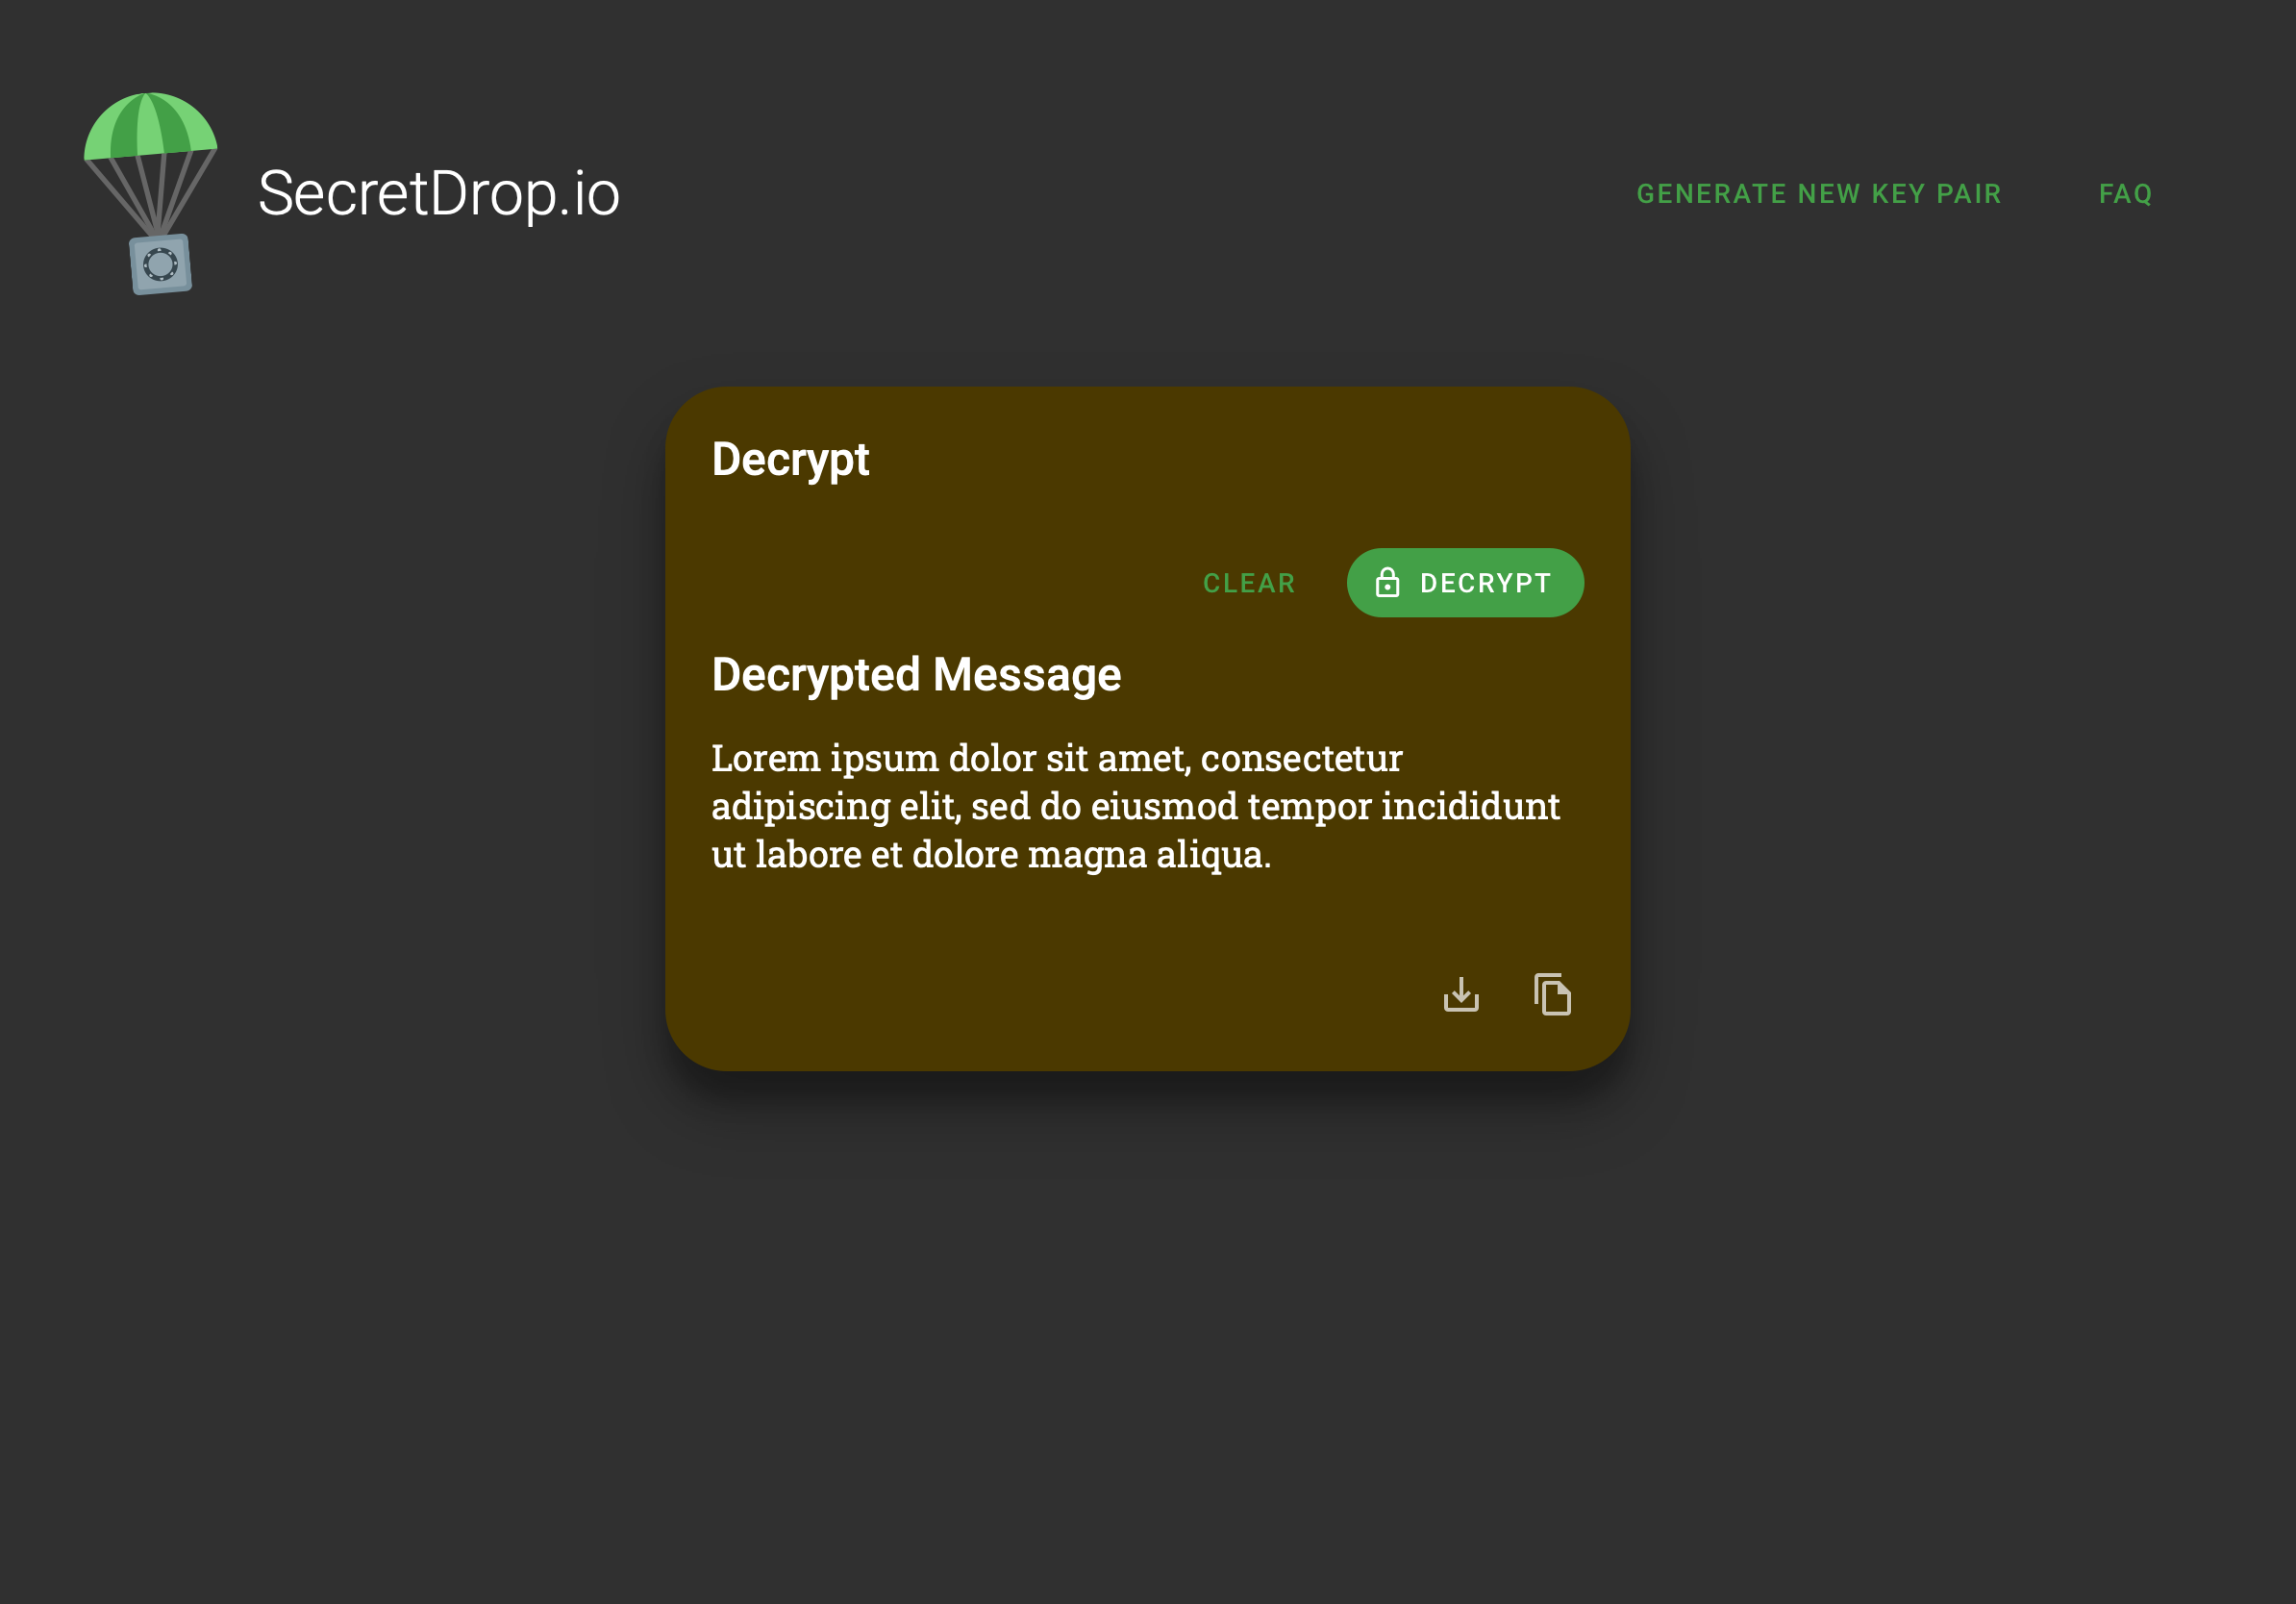 SecretDrop.io
GENERATE NEW KEY PAIR
FAQ
Decrypt
CLEAR
DECRYPT
Decrypted Message
Lorem ipsum dolor sit amet, consectetur
adipiscing elit, sed do eiusmod tempor incididunt
ut labore et dolore magna aliqua.